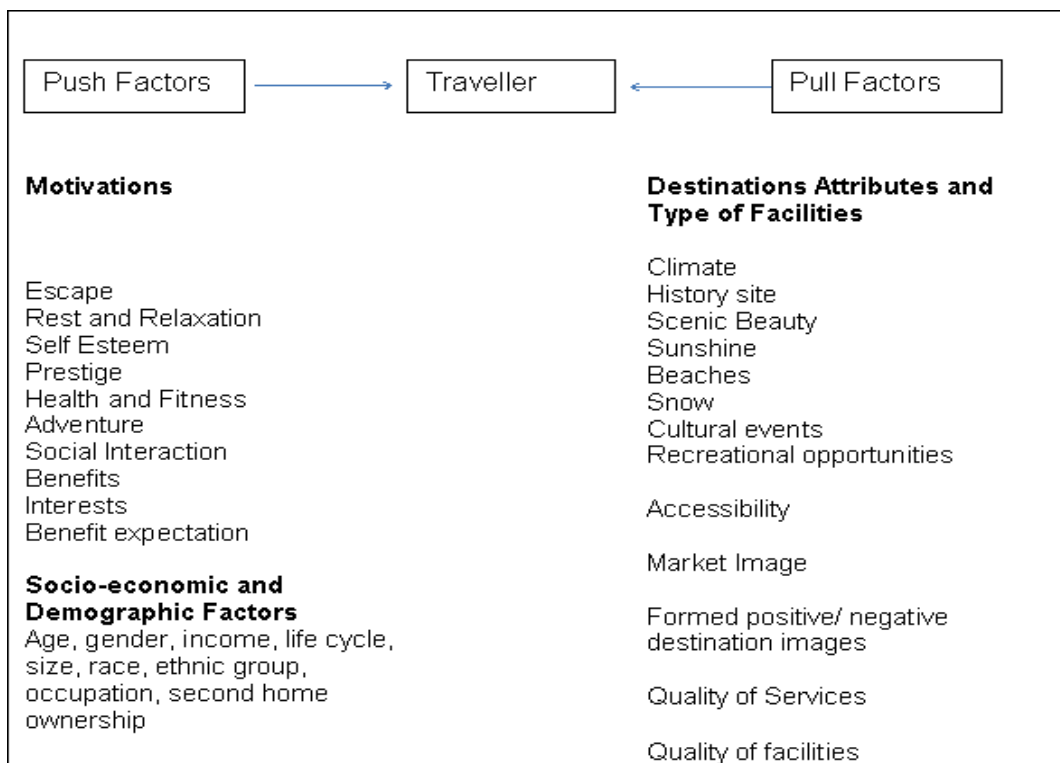 Push Factors
Traveller
Pull Factors
Motivations
Escape
Rest and Relaxation
Self Esteem
Prestige
Health and Fitness
Adventure
Social Interaction
Benefits
Interests
Benefit expectation
Socio-economic and
Demographic Factors
Age, gender, income, life cycle,
size, race, ethnic group,
occupation, second home
ownership
Destinations Attributes and
Type of Facilities
Climate
History site
Scenic Beauty
Sunshine
Beaches
Snow
Cultural events
Recreational opportunities
Accessibility
Market Image
Formed positive/ negative
destination images
Quality of Services
Quality of facilities